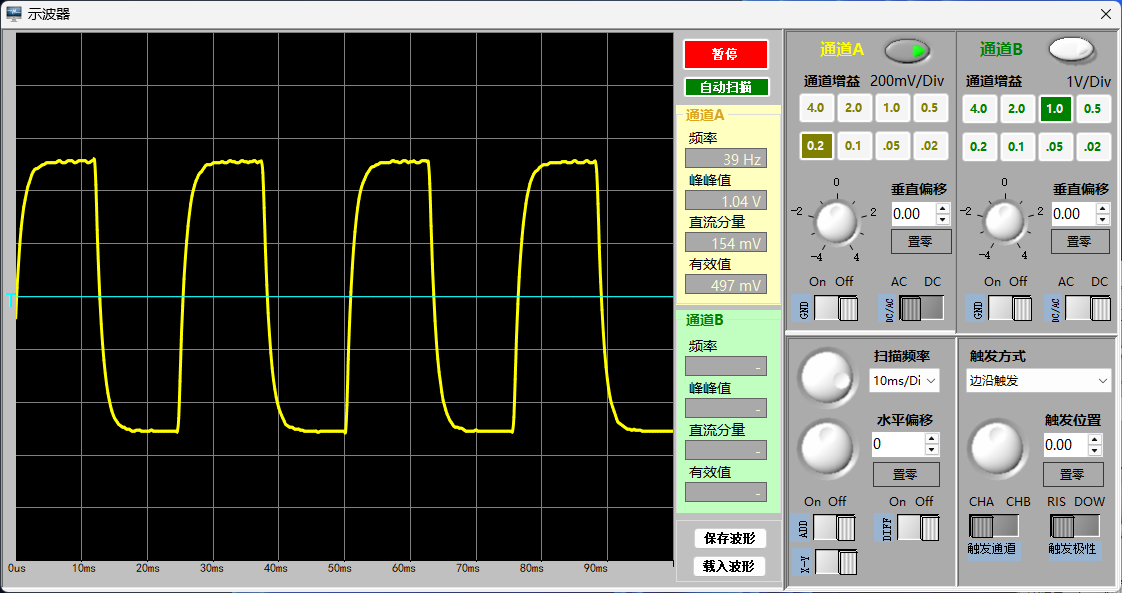 示波器
T
0us 10ms 20ms 30ms 40ms 50ms 60ms 70ms 80ms 90ms
暂停
自动扫描
通道A
频率
39 Hz
峰峰值
1.04 V
直流分量
154 mV
有效值
497 mV
通道B
频率
-
峰峰值
-
直流分量
-
有效值
-
保存波形
载入波形
通道A
通道增益 200mV/Div
4.0 2.0 1.0 0.5
0.2 0.1 .05 .02
0
-2 2
-4 4
垂直偏移
0.00
置零
On Off
GND
AC DC
DC/AC
通道B
通道增益 1V/Div
4.0 2.0 1.0 0.5
0.2 0.1 .05 .02
0
-2 2
-4 4
垂直偏移
0.00
置零
On Off
GND
AC DC
DC/AC
扫描频率
10ms/Di
水平偏移
0
置零
On Off
ADD
On Off
DIFF
X-Y
触发方式
边沿触发
触发位置
0.00
置零
CHA CHB
触发通道
RIS DOW
触发极性